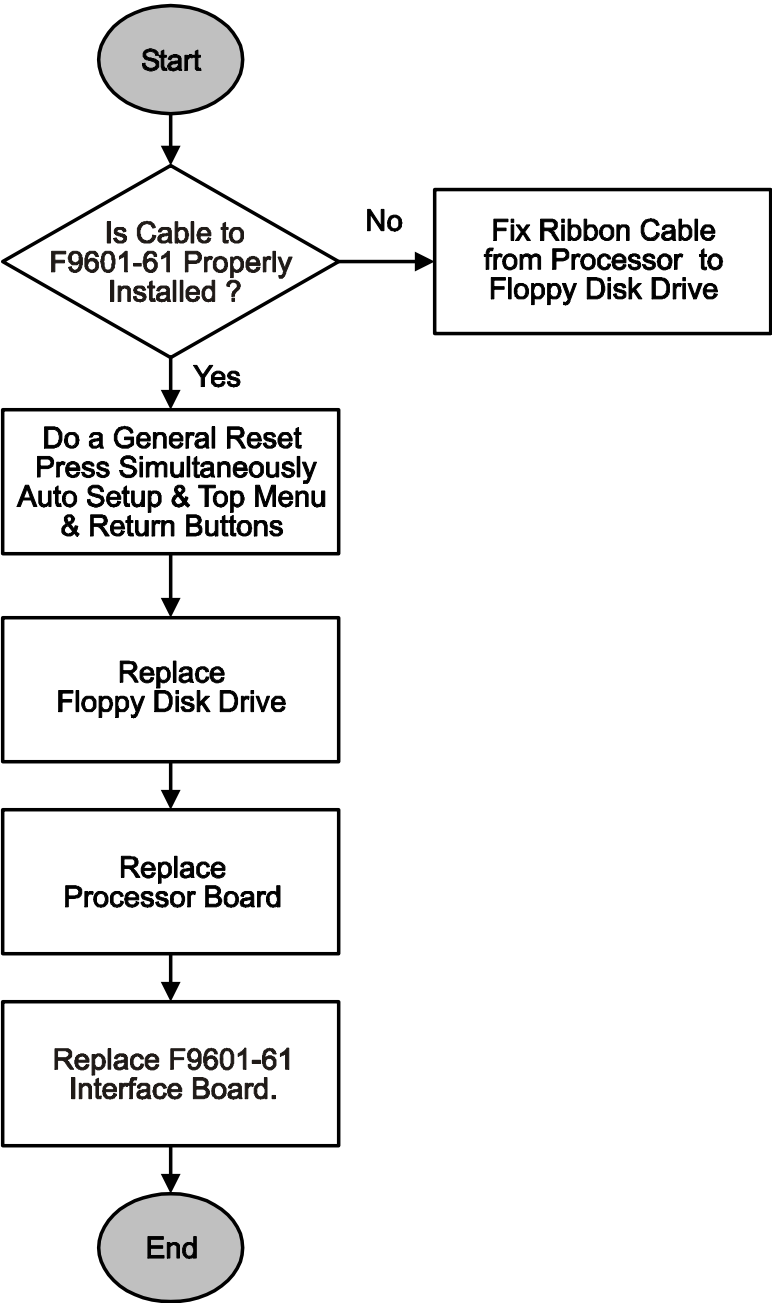 Start
Is Cable to
F9601-61 Properly
Installed ?
No
Fix Ribbon Cable
from Processor to
Floppy Disk Drive
Yes
Do a General Reset
Press Simultaneously
Auto Setup & Top Menu
& Return Buttons
Replace
Floppy Disk Drive
Replace
Processor Board
Replace F9601-61
Interface Board.
End